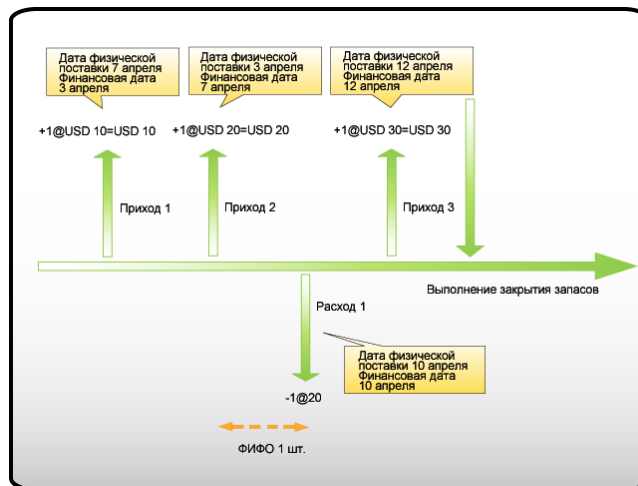 Дата физической
поставки 7 апреля
Финансовая дата
3 апреля
Дата физической
поставки 3 апреля
Финансовая дата
7 апреля
Дата физической
поставки 12 апреля
Финансовая дата
12 апреля
+1@USD 10=USD 10
+1@USD 20=USD 20
+1@USD 30=USD 30
Приход 1
Приход 2
Приход 3
Выполнение закрытия запасов
Расход 1
Дата физической
поставки 10 апреля
Финансовая дата
10 апреля
-1@20
ФИФО 1 шт.